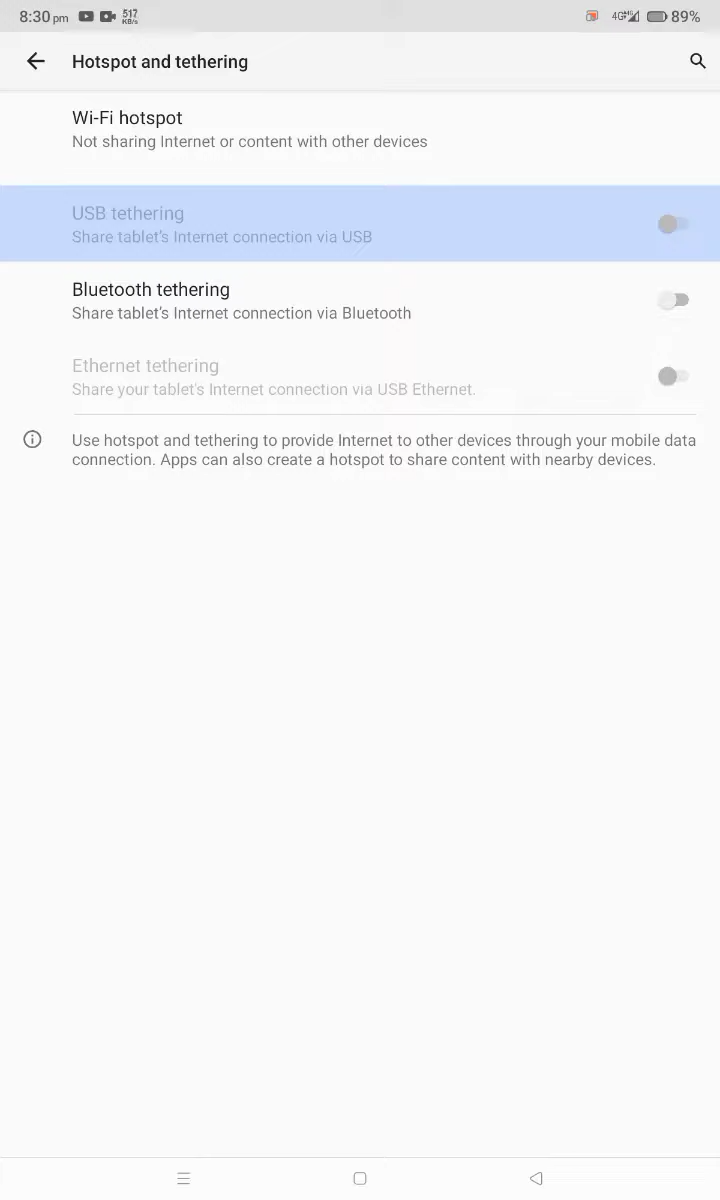 8:30 pm 517 KB/s 4G 89%
Hotspot and tethering
Wi-Fi hotspot
Not sharing Internet or content with other devices
USB tethering
Share tablet's Internet connection via USB
Bluetooth tethering
Share tablet's Internet connection via Bluetooth
Ethernet tethering
Share your tablet's Internet connection via USB Ethernet.
Use hotspot and tethering to provide Internet to other devices through your mobile data
connection. Apps can also create a hotspot to share content with nearby devices.